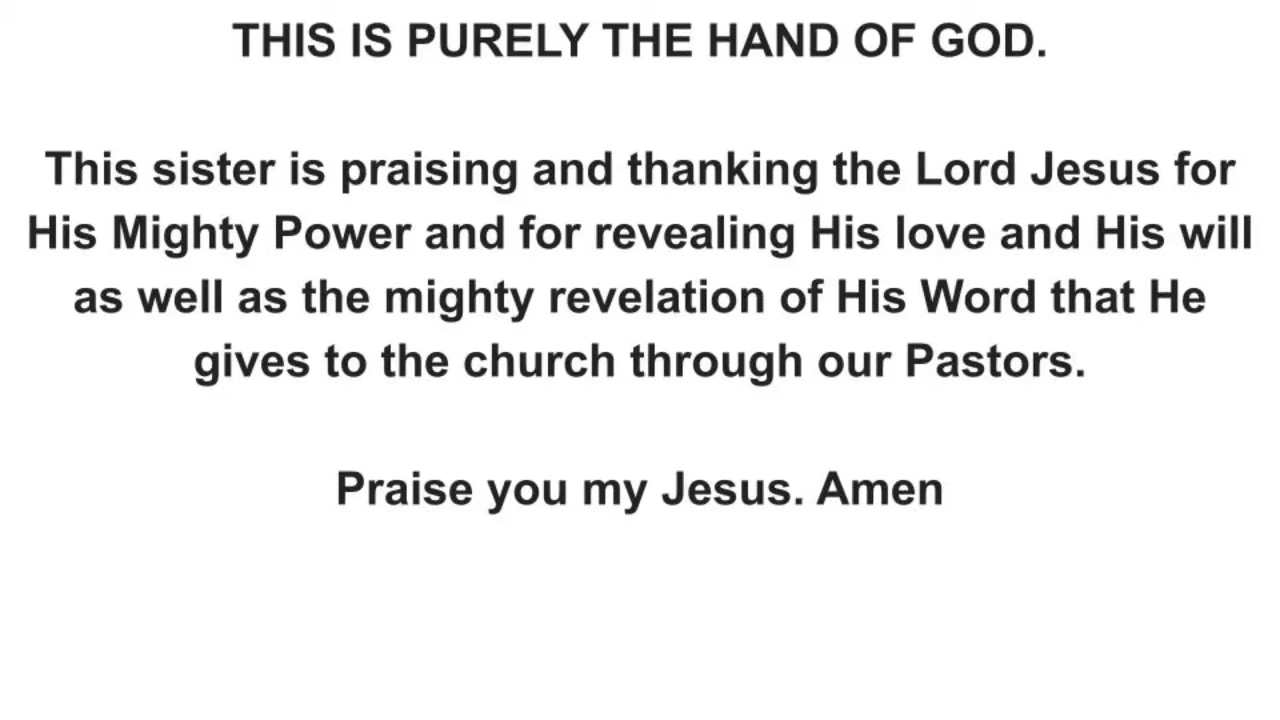 THIS IS PURELY THE HAND OF GOD.
This sister is praising and thanking the Lord Jesus for
His Mighty Power and for revealing His love and His will
as well as the mighty revelation of His Word that He
gives to the church through our Pastors.
Praise you my Jesus. Amen